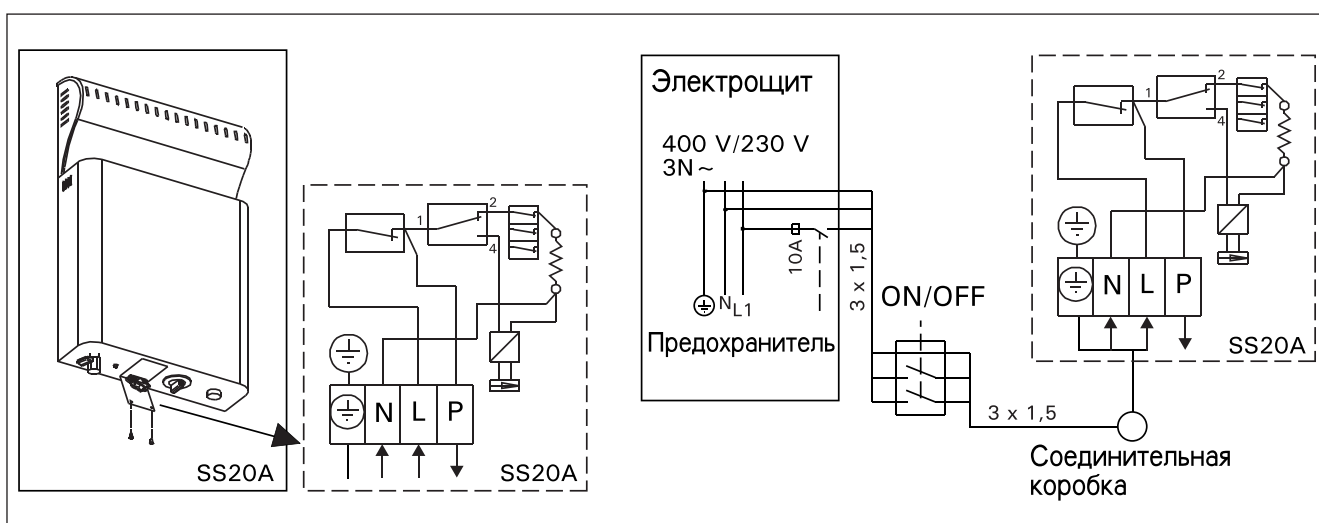 SS20A
1
2
4
N L P
SS20A
Электрощит
400 V/230 V
3N ~
10A
N
L1
3 x 1,5
Предохранитель
ON/OFF
3 x 1,5
1
2
4
N L P
SS20A
Соединительная
коробка